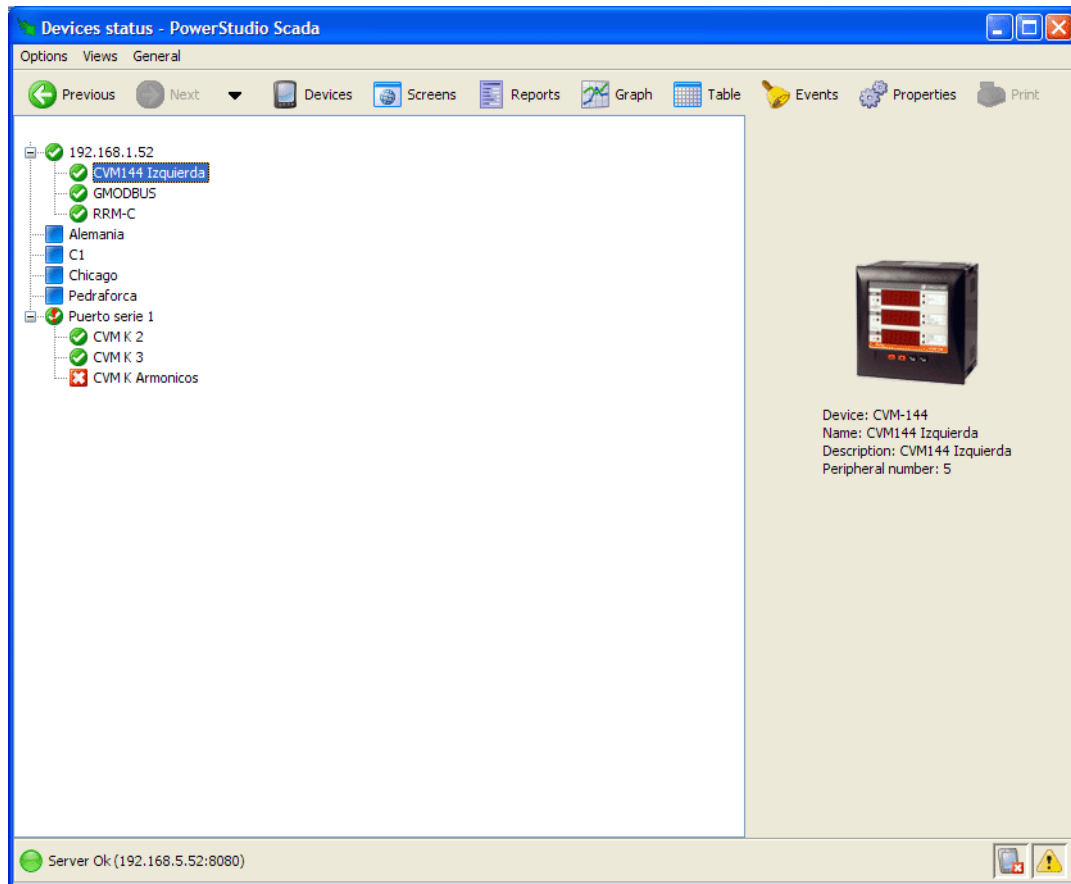 Devices status - PowerStudio Scada
Options Views General
Previous Next Devices Screens Reports Graph Table Events Properties Print
192.168.1.52
CVM144 Izquierda
GMODBUS
RRM-C
Alemania
C1
Chicago
Pedraforca
Puerto serie 1
CVM K 2
CVM K 3
CVM K Armonicos
Device: CVM-144
Name: CVM144 Izquierda
Description: CVM144 Izquierda
Peripheral number: 5
Server Ok (192.168.5.52:8080)